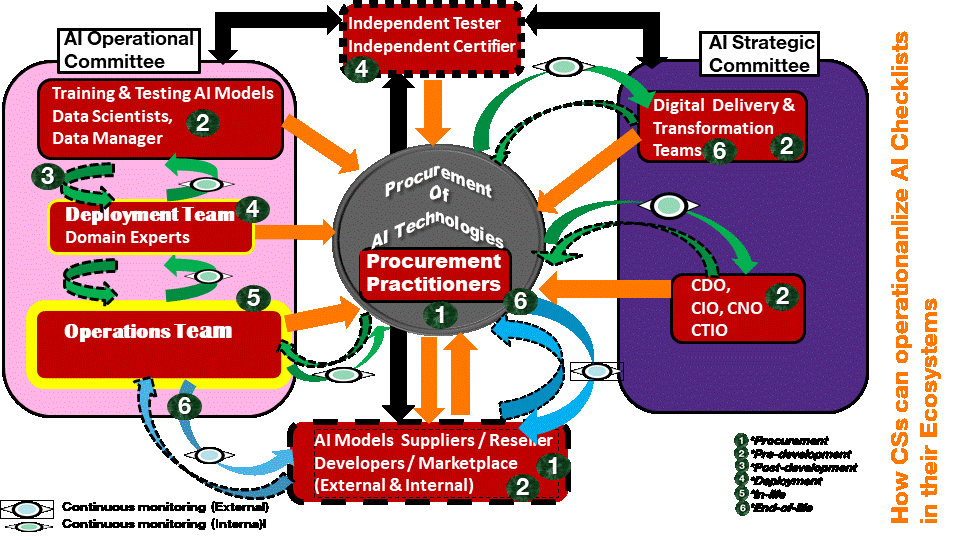 AI Operational
Committee
Independent Tester
Independent Certifier
4
AI Strategic
Committee
Training & Testing AI Models
Data Scientists,
Data Manager
2
Digital Delivery &
Transformation
Teams
6
2
3
Deployment Team
Domain Experts
4
Procurement
Of
AI Technologies
Procurement
Practitioners
1
6
CDO,
CIO, CNO
CTIO
2
Operations Team
5
6
AI Models Suppliers / Reseller
Developers / Marketplace
(External & Internal)
1
2
1 *Procurement
2 *Pre-development
3 *Post-development
4 *Deployment
5 *In-life
6 *End-of-life
Continuous monitoring (External)
Continuous monitoring (Interna)l
How CSs can operationanlize AI Checklists
in their Ecosystems